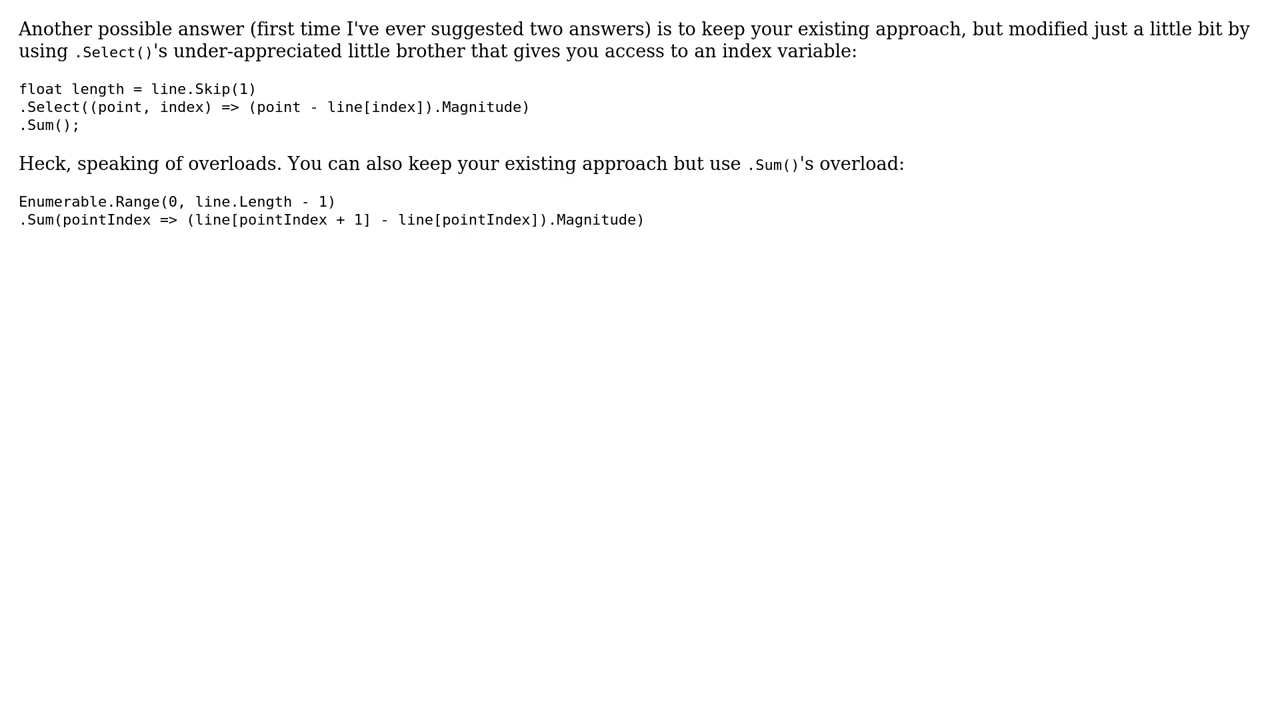 Another possible answer (first time I've ever suggested two answers) is to keep your existing approach, but modified just a little bit by
using .Select()'s under-appreciated little brother that gives you access to an index variable:
float length = line.Skip(1)
.Select((point, index) => (point - line[index]).Magnitude)
.Sum();
Heck, speaking of overloads. You can also keep your existing approach but use .Sum()'s overload:
Enumerable.Range(0, line.Length - 1)
.Sum(pointIndex => (line[pointIndex + 1] - line[pointIndex]).Magnitude)